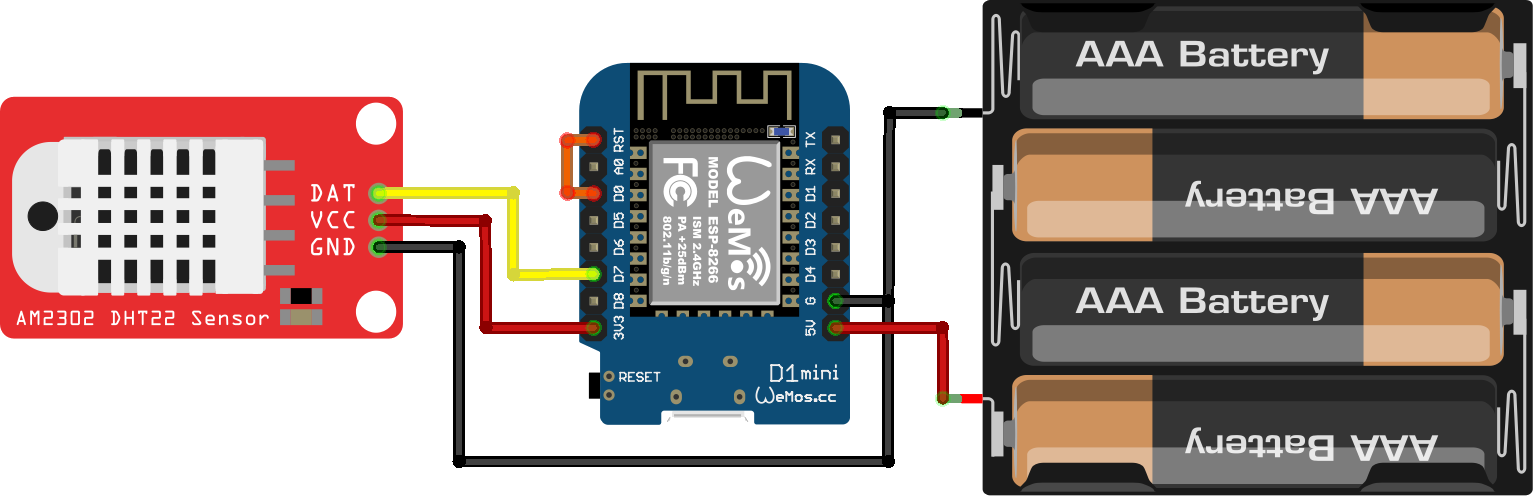 DAT
VCC
GND
AM2302 DHT22 Sensor
RST
A0
D0
D5
D6
D7
D8
3V3
TX
RX
D1
D2
D3
D4
G
5V
WeMos
MODEL ESP-8266
ISM 2.4GHz
PA +25dBm
802.11b/g/n
FC
RESET
D1mini
WeMos.cc
AAA Battery
AAA Battery
AAA Battery
AAA Battery